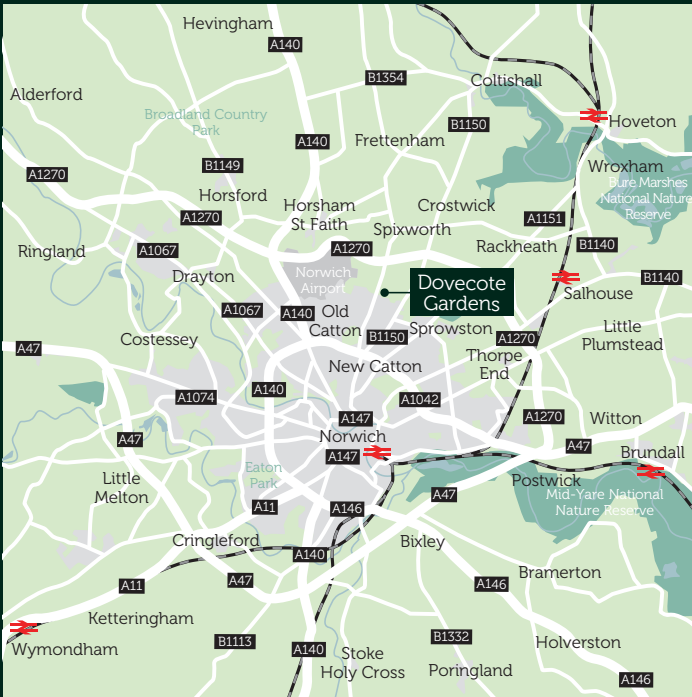 Hevingham
A140
B1354
Coltishall
Alderford
Broadland Country
Park
B1150
Hoveton
A140
Frettenham
B1149
Wroxham
A1270
Bure Marshes
National Nature
Reserve
Horsford
Horsham
St Faith
Crostwick
A1270
A1151
Spixworth
Ringland
A1067
A1270
Rackheath
B1140
Drayton
Norwich
Airport
Dovecote
Gardens
B1140
Salhouse
A1067
A140
Old
Catton
Sprowston
Little
Plumstead
Costessey
B1150
A1270
A47
New Catton
Thorpe
End
A140
A1074
A1042
A147
A1270
Witton
Norwich
A47
A147
A47
Brundall
Eaton
Park
Little
Melton
Postwick
A47
Mid-Yare National
Nature Reserve
A11
A146
Cringleford
Bixley
A140
Bramerton
A11
A47
A146
Ketteringham
B1113
B1332
Holverston
Wymondham
A140
Stoke
Holy Cross
Poringland
A146